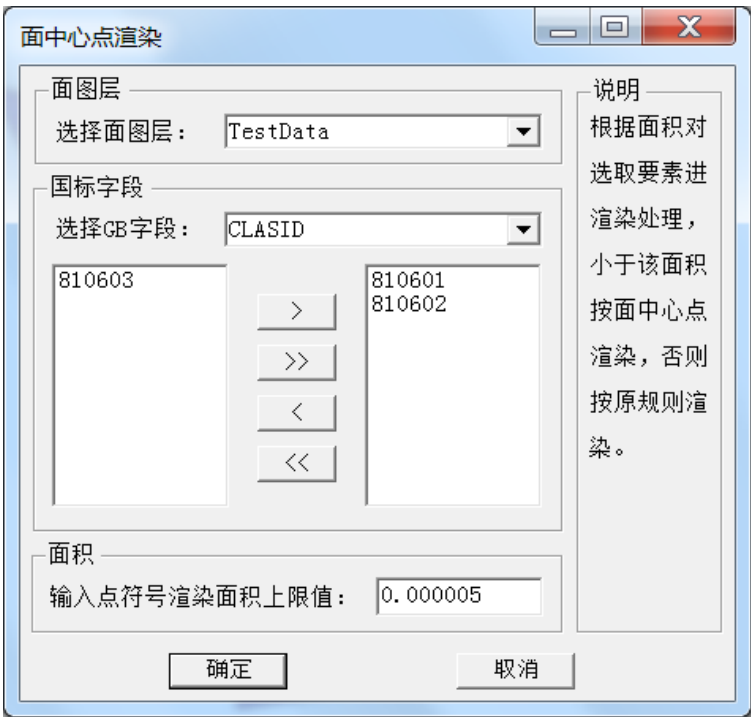 面中心点渲染
面图层
选择面图层： TestData
国标字段
选择GB字段： CLASID
810603
>
>>
<
<<
810601
810602
面积
输入点符号渲染面积上限值： 0.000005
确定
取消
说明
根据面积对
选取要素进
渲染处理，
小于该面积
按面中心点
渲染，否则
按原规则渲
染。